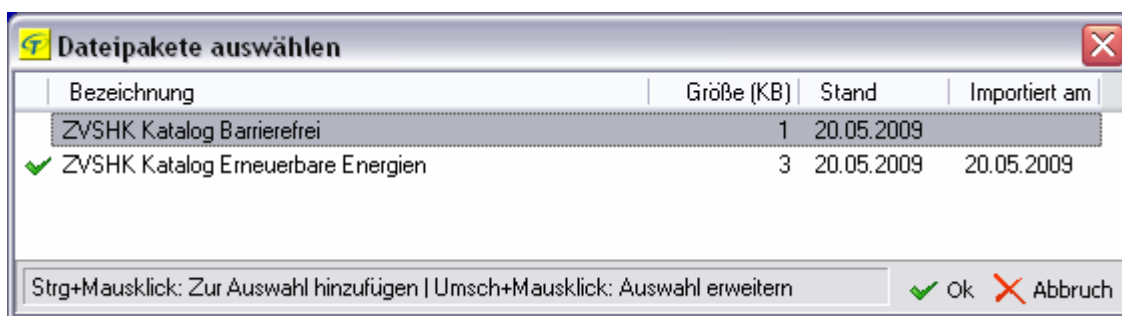 Dateipakete auswählen
Bezeichnung Größe (KB) Stand Importiert am
ZVSHK Katalog Barrierefrei 1 20.05.2009
ZVSHK Katalog Erneuerbare Energien 3 20.05.2009 20.05.2009
Strg+Mausklick: Zur Auswahl hinzufügen | Umsch+Mausklick: Auswahl erweitern Ok Abbruch